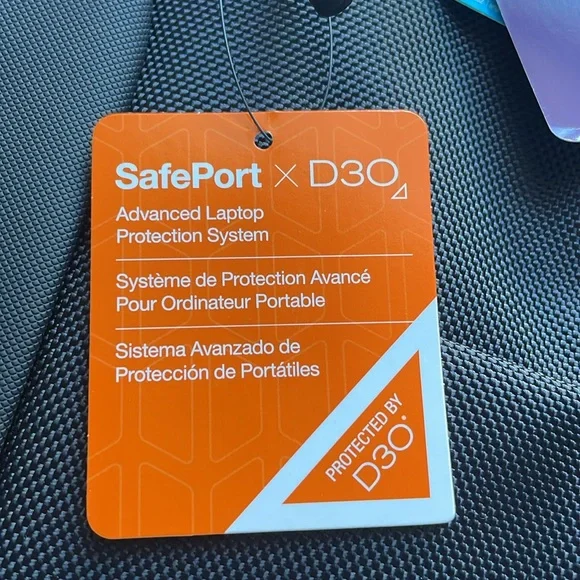 SafePort × D3O
Advanced Laptop
Protection System
Système de Protection Avancé
Pour Ordinateur Portable
Sistema Avanzado de
Protección de Portátiles
PROTECTED BY
D3O®